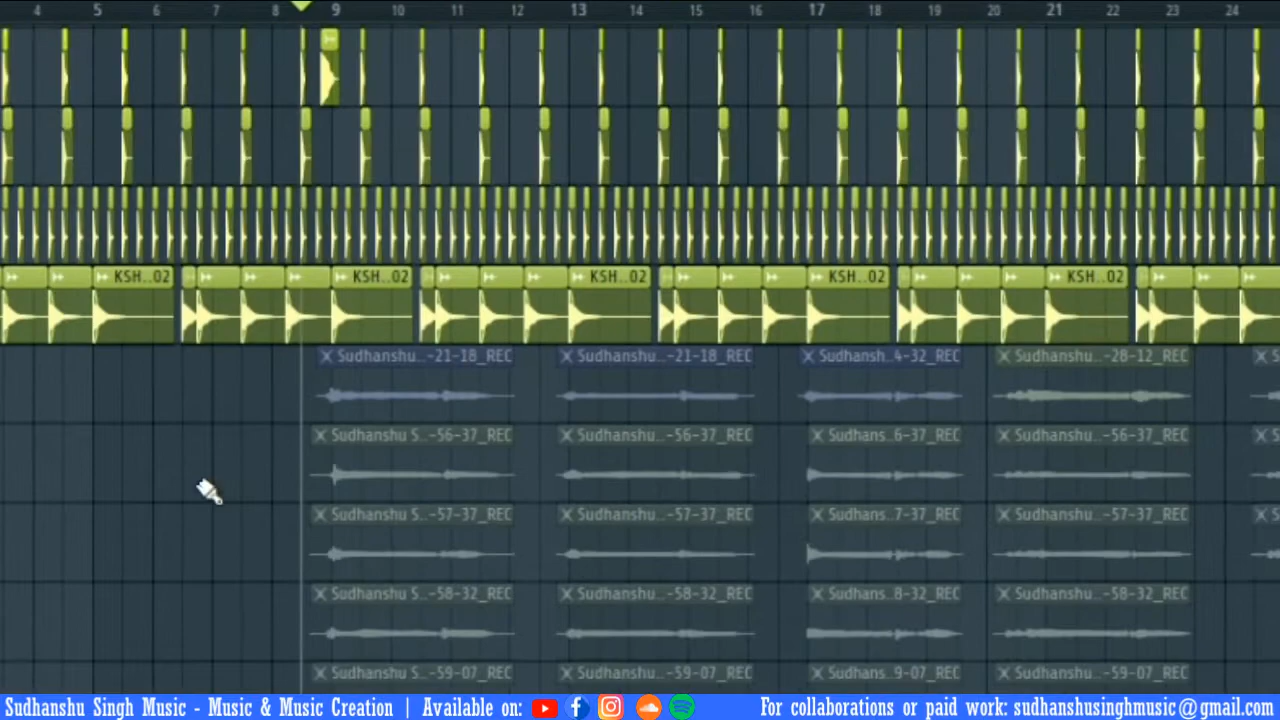 4 5 6 7 8 9 10 11 12 13 14 15 16 17 18 19 20 21 22 23 24
KSH..02 KSH..02 KSH..02 KSH..02 KSH..02
Sudhanshu...-21-18_REC Sudhanshu...-21-18_REC Sudhansh..4-32_REC Sudhanshu...-28-12_REC S
Sudhanshu S..-56-37_REC Sudhanshu...-56-37_REC Sudhans..6-37_REC Sudhanshu...-56-37_REC S
Sudhanshu S..-57-37_REC Sudhanshu...-57-37_REC Sudhans..7-37_REC Sudhanshu...-57-37_REC S
Sudhanshu S..-58-32_REC Sudhanshu...-58-32_REC Sudhans..8-32_REC Sudhanshu...-58-32_REC
Sudhanshu S..-59-07_REC Sudhanshu...-59-07_REC Sudhans..9-07_REC Sudhanshu...-59-07_REC
Sudhanshu Singh Music - Music & Music Creation | Available on: For collaborations or paid work: sudhanshusinghmusic@gmail.com